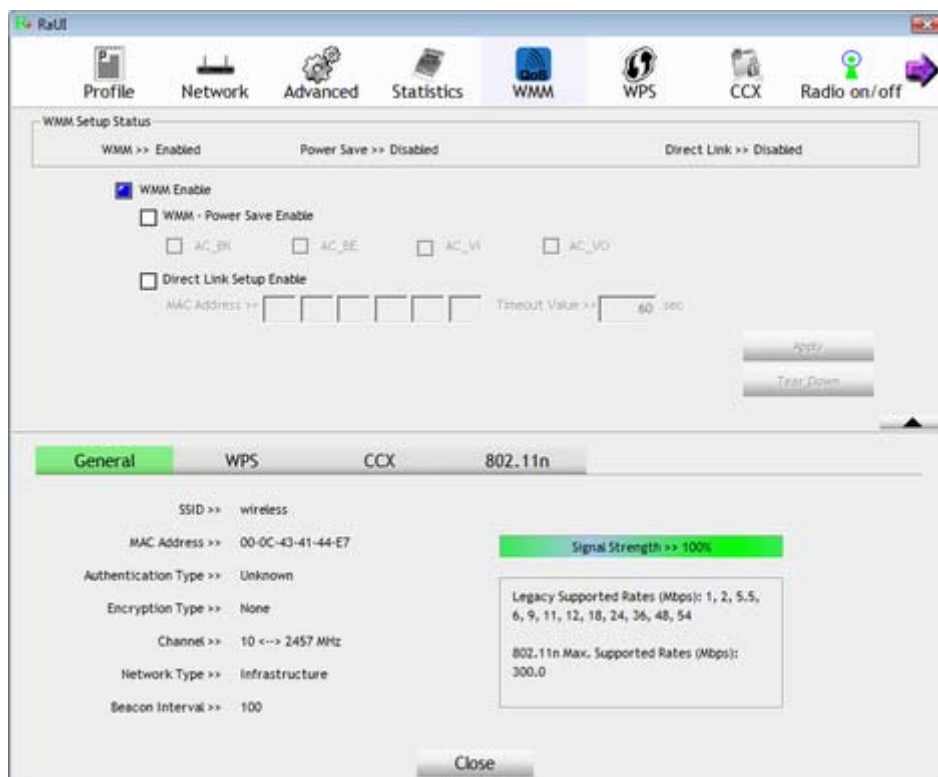 RaUI
Profile Network Advanced Statistics WMM WPS CCX Radio on/off
QoS
WMM Setup Status
WMM >> Enabled Power Save >> Disabled Direct Link >> Disabled
WMM Enable
WMM - Power Save Enable
AC_BK AC_BE AC_VI AC_VO
Direct Link Setup Enable
MAC Address >> Timeout Value >> 60 sec
Apply
Tear Down
General WPS CCX 802.11n
SSID >> wireless
MAC Address >> 00-0C-43-41-44-E7
Authentication Type >> Unknown
Encryption Type >> None
Channel >> 10 <--> 2457 MHz
Network Type >> Infrastructure
Beacon Interval >> 100
Signal Strength >> 100%
Legacy Supported Rates (Mbps): 1, 2, 5.5,
6, 9, 11, 12, 18, 24, 36, 48, 54
802.11n Max. Supported Rates (Mbps):
300.0
Close